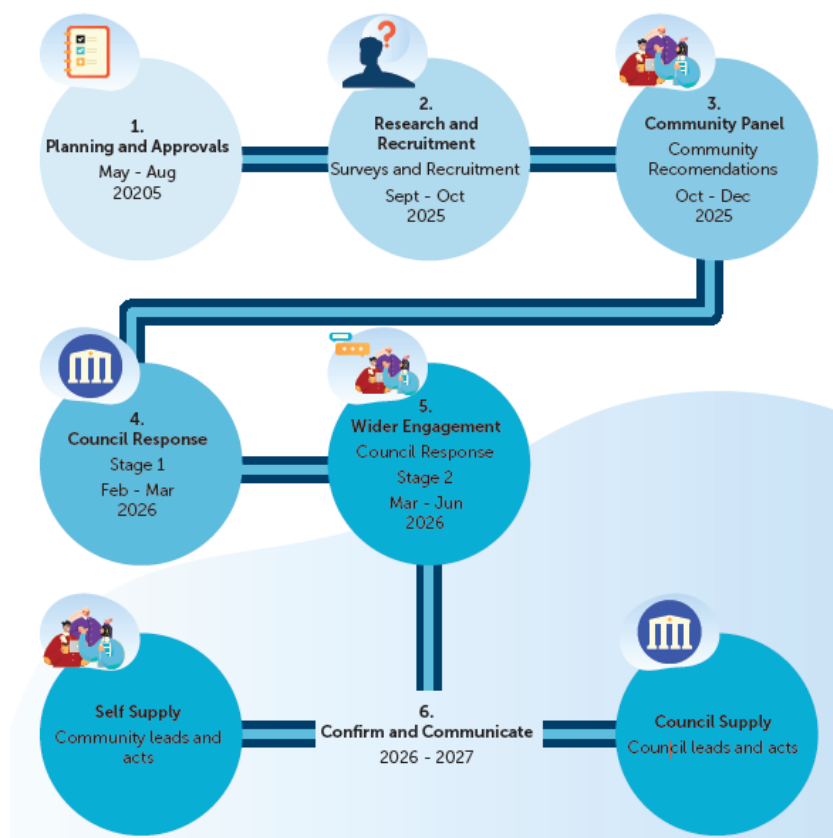 1.
Planning and Approvals
May - Aug
20205
2.
Research and
Recruitment
Surveys and Recruitment
Sept - Oct
2025
3.
Community Panel
Community
Recomendations
Oct - Dec
2025
4.
Council Response
Stage 1
Feb - Mar
2026
5.
Wider Engagement
Council Response
Stage 2
Mar - Jun
2026
Self Supply
Community leads and
acts
6.
Confirm and Communicate
2026 - 2027
Council Supply
Council leads and acts